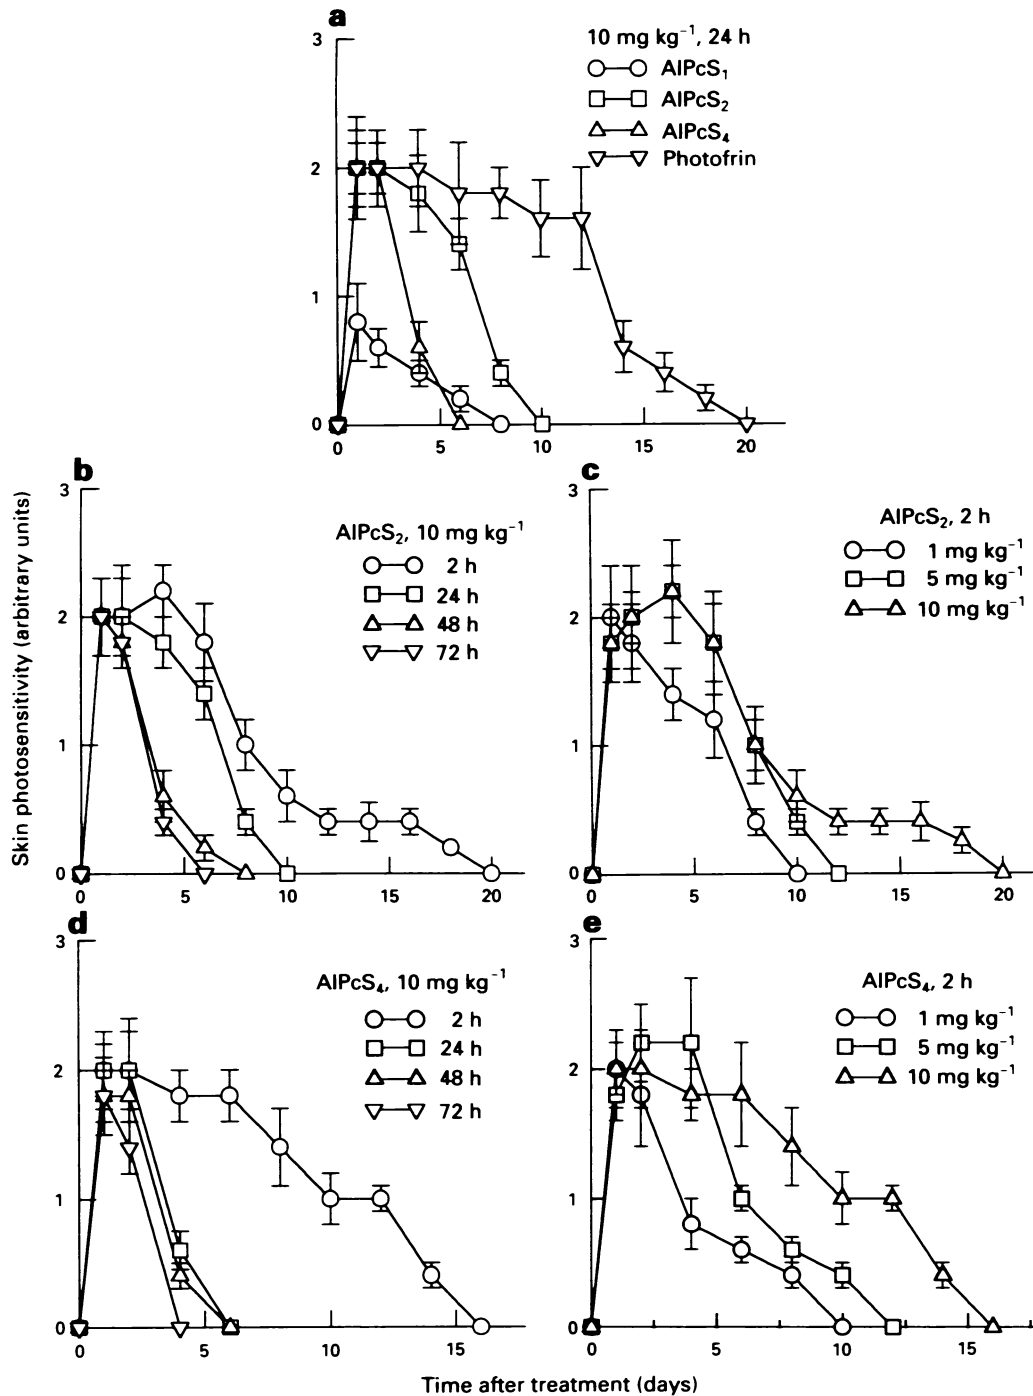 a
10 mg kg⁻¹, 24 h
AlPcS₁
AlPcS₂
AlPcS₄
Photofrin
3
2
1
0
0 5 10 15 20
b
AlPcS₂, 10 mg kg⁻¹
2 h
24 h
48 h
72 h
3
2
1
0
0 5 10 15 20
c
AlPcS₂, 2 h
1 mg kg⁻¹
5 mg kg⁻¹
10 mg kg⁻¹
3
2
1
0
0 5 10 15 20
Skin photosensitivity (arbitrary units)
d
AlPcS₄, 10 mg kg⁻¹
2 h
24 h
48 h
72 h
3
2
1
0
0 5 10 15
e
AlPcS₄, 2 h
1 mg kg⁻¹
5 mg kg⁻¹
10 mg kg⁻¹
3
2
1
0
0 5 10 15
Time after treatment (days)